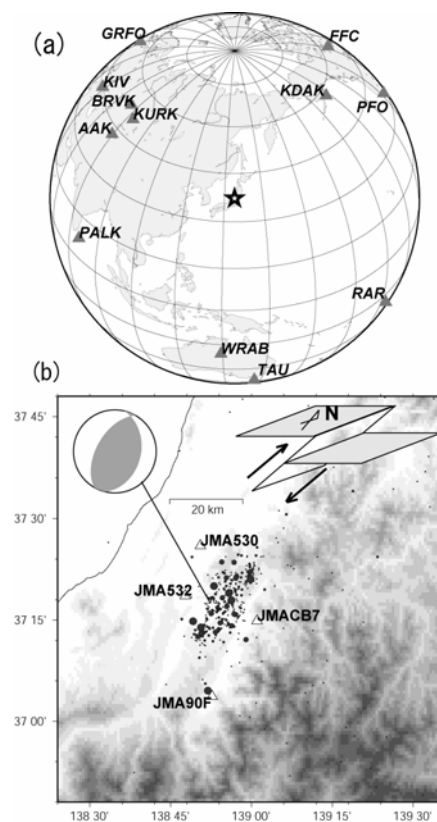 (a)
GRFO
FFC
KIV
BRVK
KURK
AAK
KDAK
PFO
PALK
RAR
WRAB
TAU
(b)
37 45'
N
37 30'
20 km
JMA530
JMA532
37 15'
JMACB7
JMA90F
37 00'
138 30' 138 45' 139 00' 139 15' 139 30'